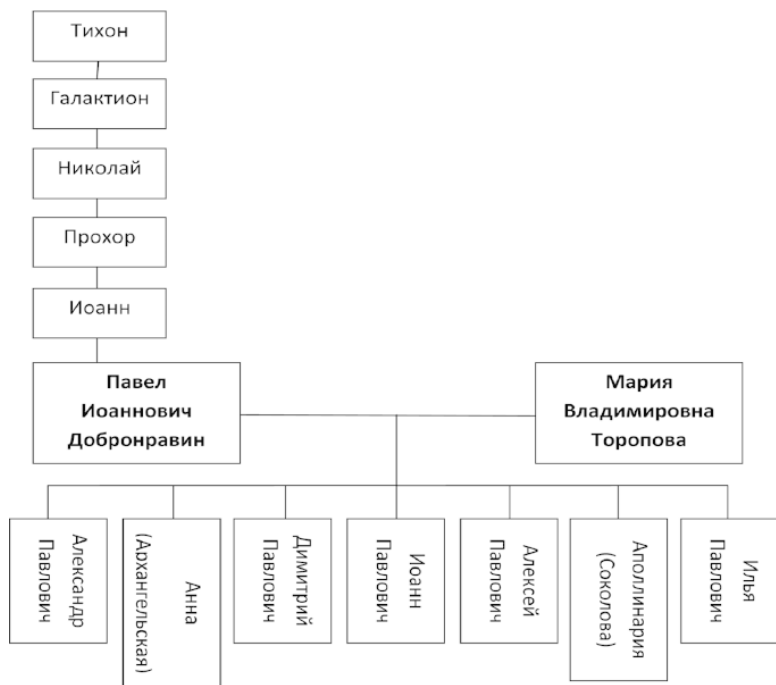 Тихон
Галактион
Николай
Прохор
Иоанн
Павел
Иоаннович
Добронравин
Мария
Владимировна
Торопова
Александр
Павлович
Анна
(Архангельская)
Димитрий
Павлович
Иоанн
Павлович
Алексей
Павлович
Аполлинария
(Соколова)
Илья
Павлович